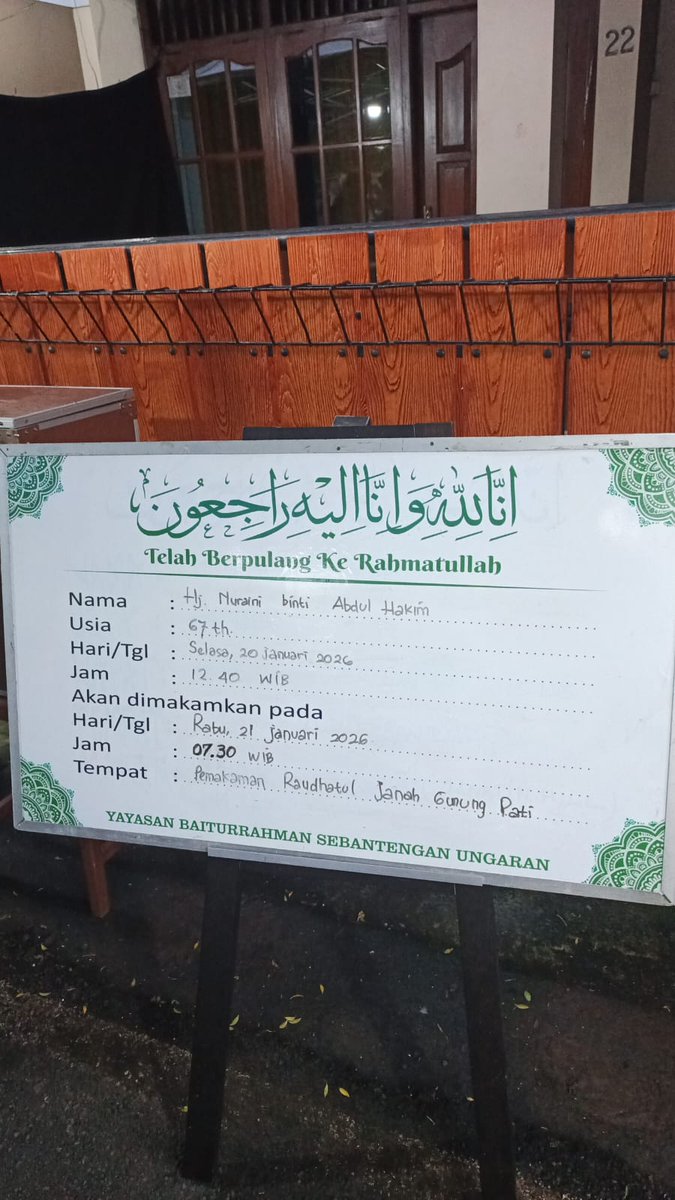 22
اِنَّا لِلّٰهِ وَاِنَّا اِلَيْهِ رَاجِعُوْنَ
Telah Berpulang Ke Rahmatullah
Nama : Hj. Nuraini binti Abdul Hakim
Usia : 67 th.
Hari/Tgl : Selasa, 20 januari 2026
Jam : 12.40 WIB
Akan dimakamkan pada
Hari/Tgl : Rabu, 21 januari 2026
Jam : 07.30 WIB
Tempat : Pemakaman Raudhatul Janah Gunung Pati
YAYASAN BAITURRAHMAN SEBANTENGAN UNGARAN